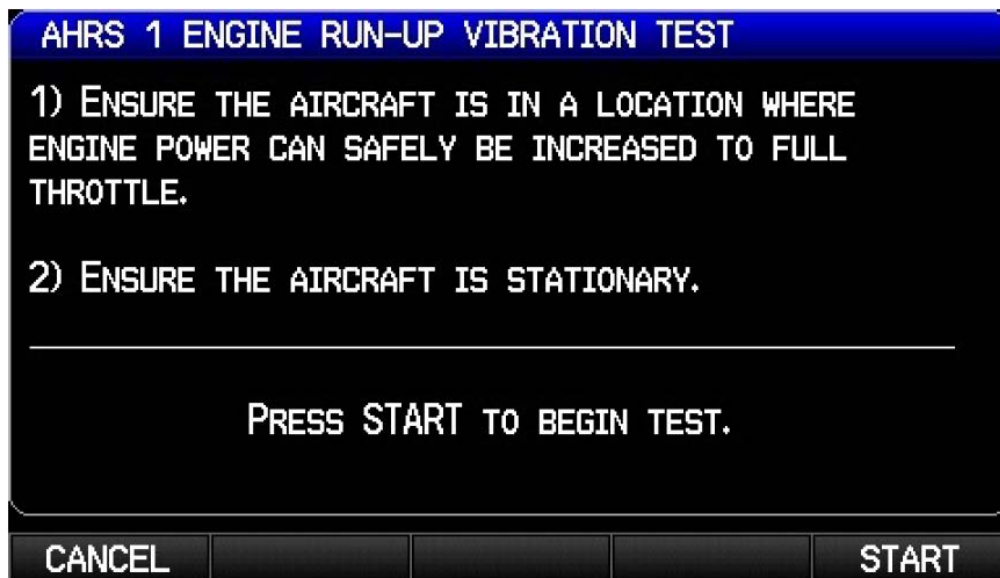 AHRS 1 ENGINE RUN-UP VIBRATION TEST
1) ENSURE THE AIRCRAFT IS IN A LOCATION WHERE
ENGINE POWER CAN SAFELY BE INCREASED TO FULL
THROTTLE.
2) ENSURE THE AIRCRAFT IS STATIONARY.
PRESS START TO BEGIN TEST.
CANCEL START